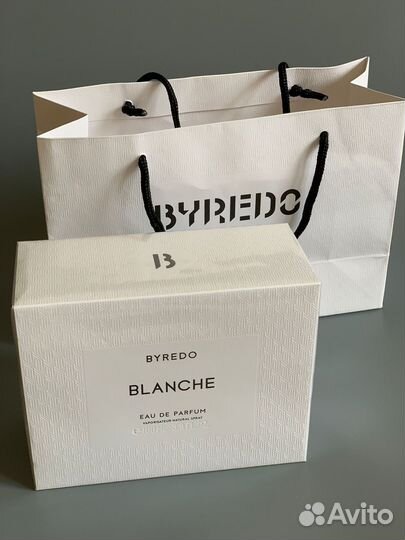 BYREDO
B
BYREDO
BLANCHE
EAU DE PARFUM
VAPORISATEUR NATURAL SPRAY
Avito